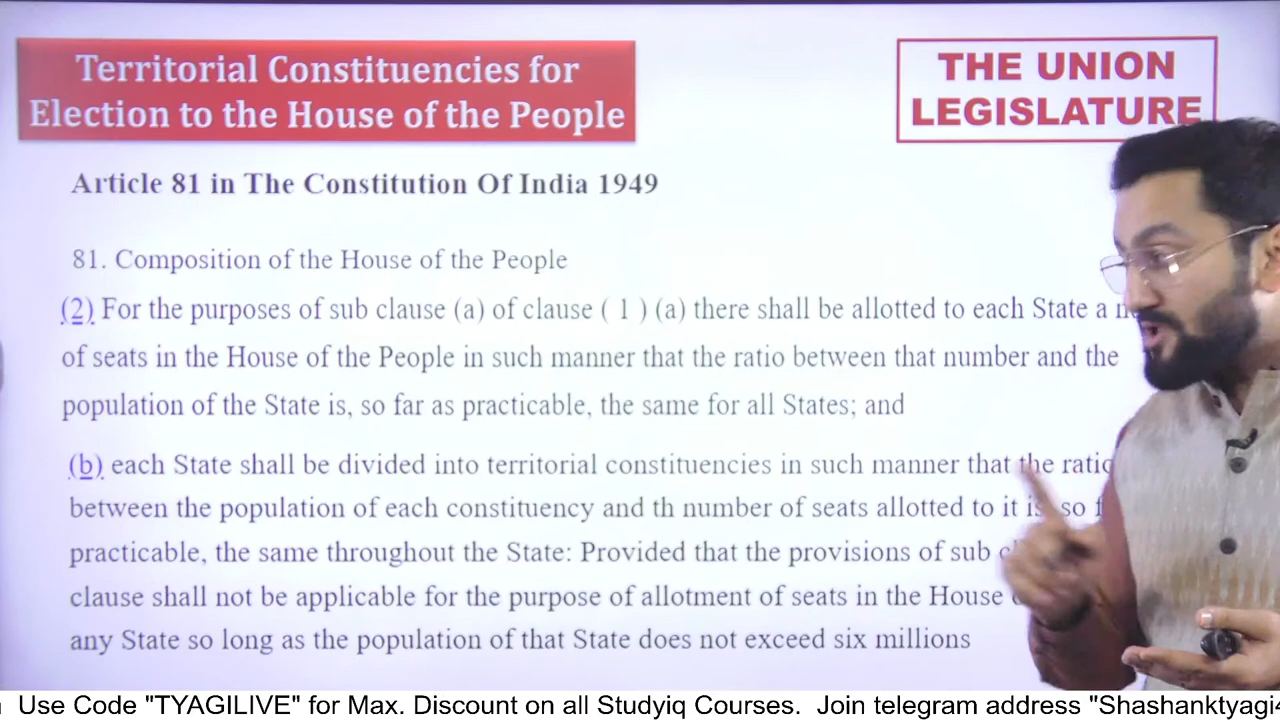 Territorial Constituencies for
Election to the House of the People
THE UNION
LEGISLATURE
Article 81 in The Constitution Of India 1949
81. Composition of the House of the People
(2) For the purposes of sub clause (a) of clause ( 1 ) (a) there shall be allotted to each State a
of seats in the House of the People in such manner that the ratio between that number and the
population of the State is, so far as practicable, the same for all States; and
(b) each State shall be divided into territorial constituencies in such manner that the ratio
between the population of each constituency and th number of seats allotted to it is, so
practicable, the same throughout the State: Provided that the provisions of sub
clause shall not be applicable for the purpose of allotment of seats in the House
any State so long as the population of that State does not exceed six millions
Use Code "TYAGILIVE" for Max. Discount on all Studyiq Courses. Join telegram address "Shashanktyagi4